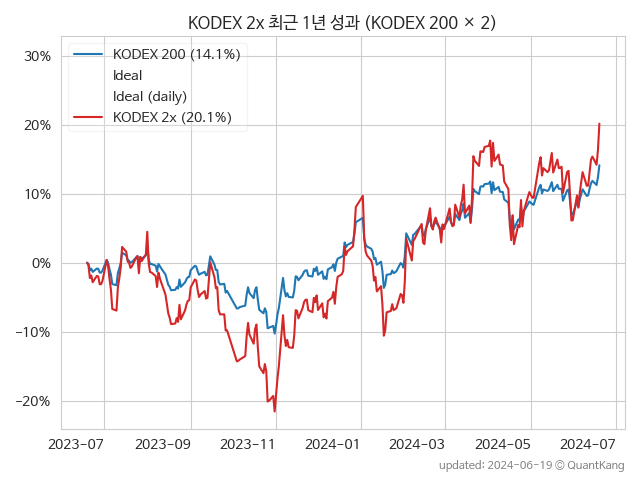 KODEX 2x 최근 1년 성과 (KODEX 200 × 2)
KODEX 200 (14.1%)
Ideal
Ideal (daily)
KODEX 2x (20.1%)
30%
20%
10%
0%
−10%
−20%
2023−07
2023−09
2023−11
2024−01
2024−03
2024−05
2024−07
updated: 2024-06-19 © QuantKang